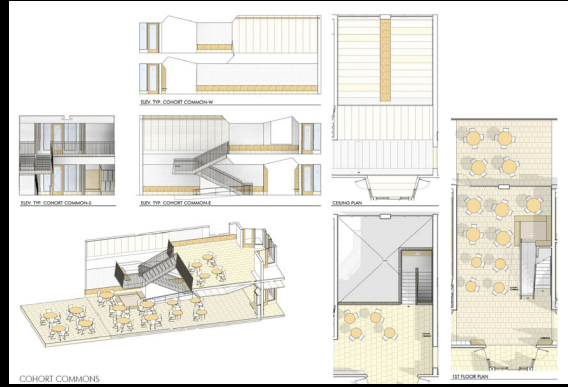 ELEV. TYP. COHORT COMMON-W
ELEV. TYP. COHORT COMMON-S
ELEV. TYP. COHORT COMMON-E
CEILING PLAN
COHORT COMMONS
1ST FLOOR PLAN